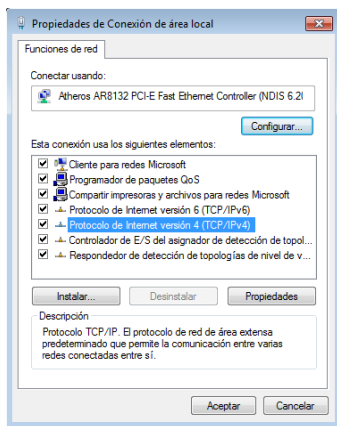 Propiedades de Conexión de área local
Funciones de red
Conectar usando:
Atheros AR8132 PCI-E Fast Ethernet Controller (NDIS 6.20
Configurar...
Esta conexión usa los siguientes elementos:
Cliente para redes Microsoft
Programador de paquetes QoS
Compartir impresoras y archivos para redes Microsoft
Protocolo de Internet versión 6 (TCP/IPv6)
Protocolo de Internet versión 4 (TCP/IPv4)
Controlador de E/S del asignador de detección de topol...
Respondedor de detección de topologías de nivel de v...
Instalar... Desinstalar Propiedades
Descripción
Protocolo TCP/IP. El protocolo de red de área extensa
predeterminado que permite la comunicación entre varias
redes conectadas entre sí.
Aceptar Cancelar